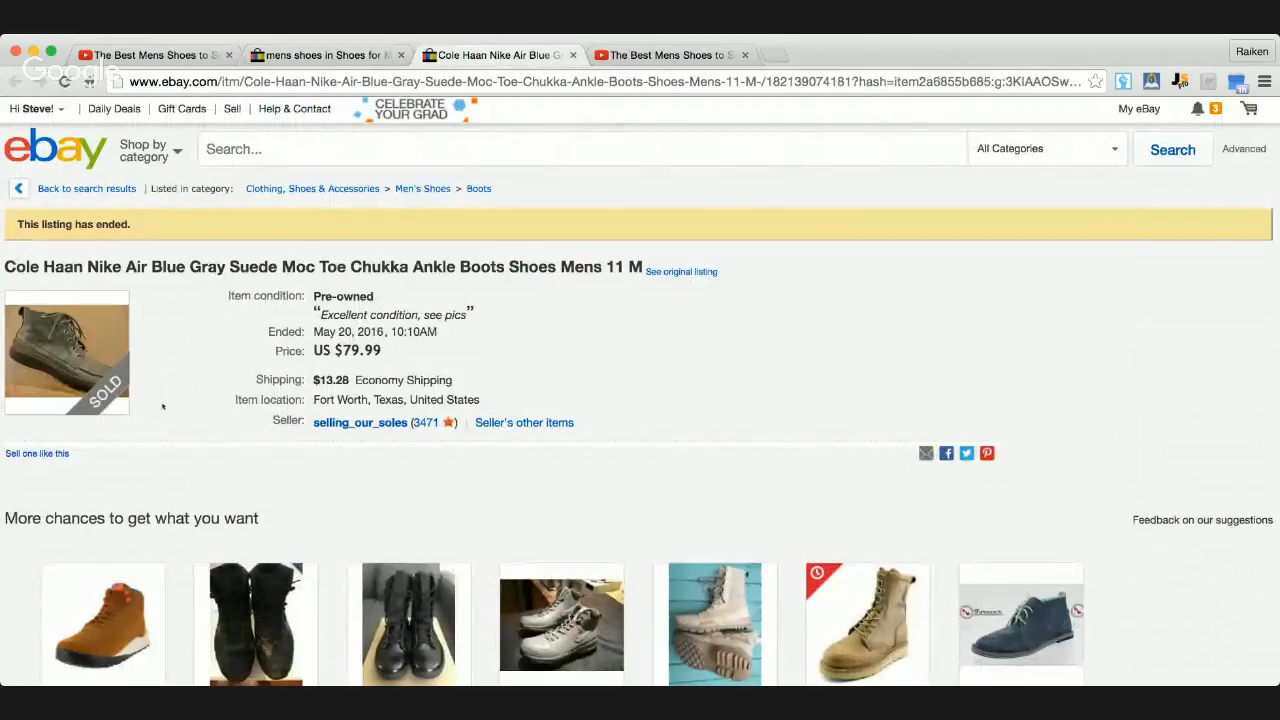 The Best Mens Shoes to S
mens shoes in Shoes for M
Cole Haan Nike Air Blue G
The Best Mens Shoes to S
Raiken
Google
www.ebay.com/itm/Cole-Haan-Nike-Air-Blue-Gray-Suede-Moc-Toe-Chukka-Ankle-Boots-Shoes-Mens-11-M-/182139074181?hash=item2a6855b685:g:3KIAAOSw...
Hi Steve!
Daily Deals
Gift Cards
Sell
Help & Contact
CELEBRATE
YOUR GRAD
My eBay
3
ebay
Shop by
category
Search...
All Categories
Search
Advanced
Back to search results
Listed in category:
Clothing, Shoes & Accessories > Men's Shoes > Boots
This listing has ended.
Cole Haan Nike Air Blue Gray Suede Moc Toe Chukka Ankle Boots Shoes Mens 11 M
See original listing
SOLD
Item condition: Pre-owned
“Excellent condition, see pics”
Ended: May 20, 2016, 10:10AM
Price: US $79.99
Shipping: $13.28 Economy Shipping
Item location: Fort Worth, Texas, United States
Seller: selling_our_soles (3471) | Seller's other items
Sell one like this
More chances to get what you want
Feedback on our suggestions